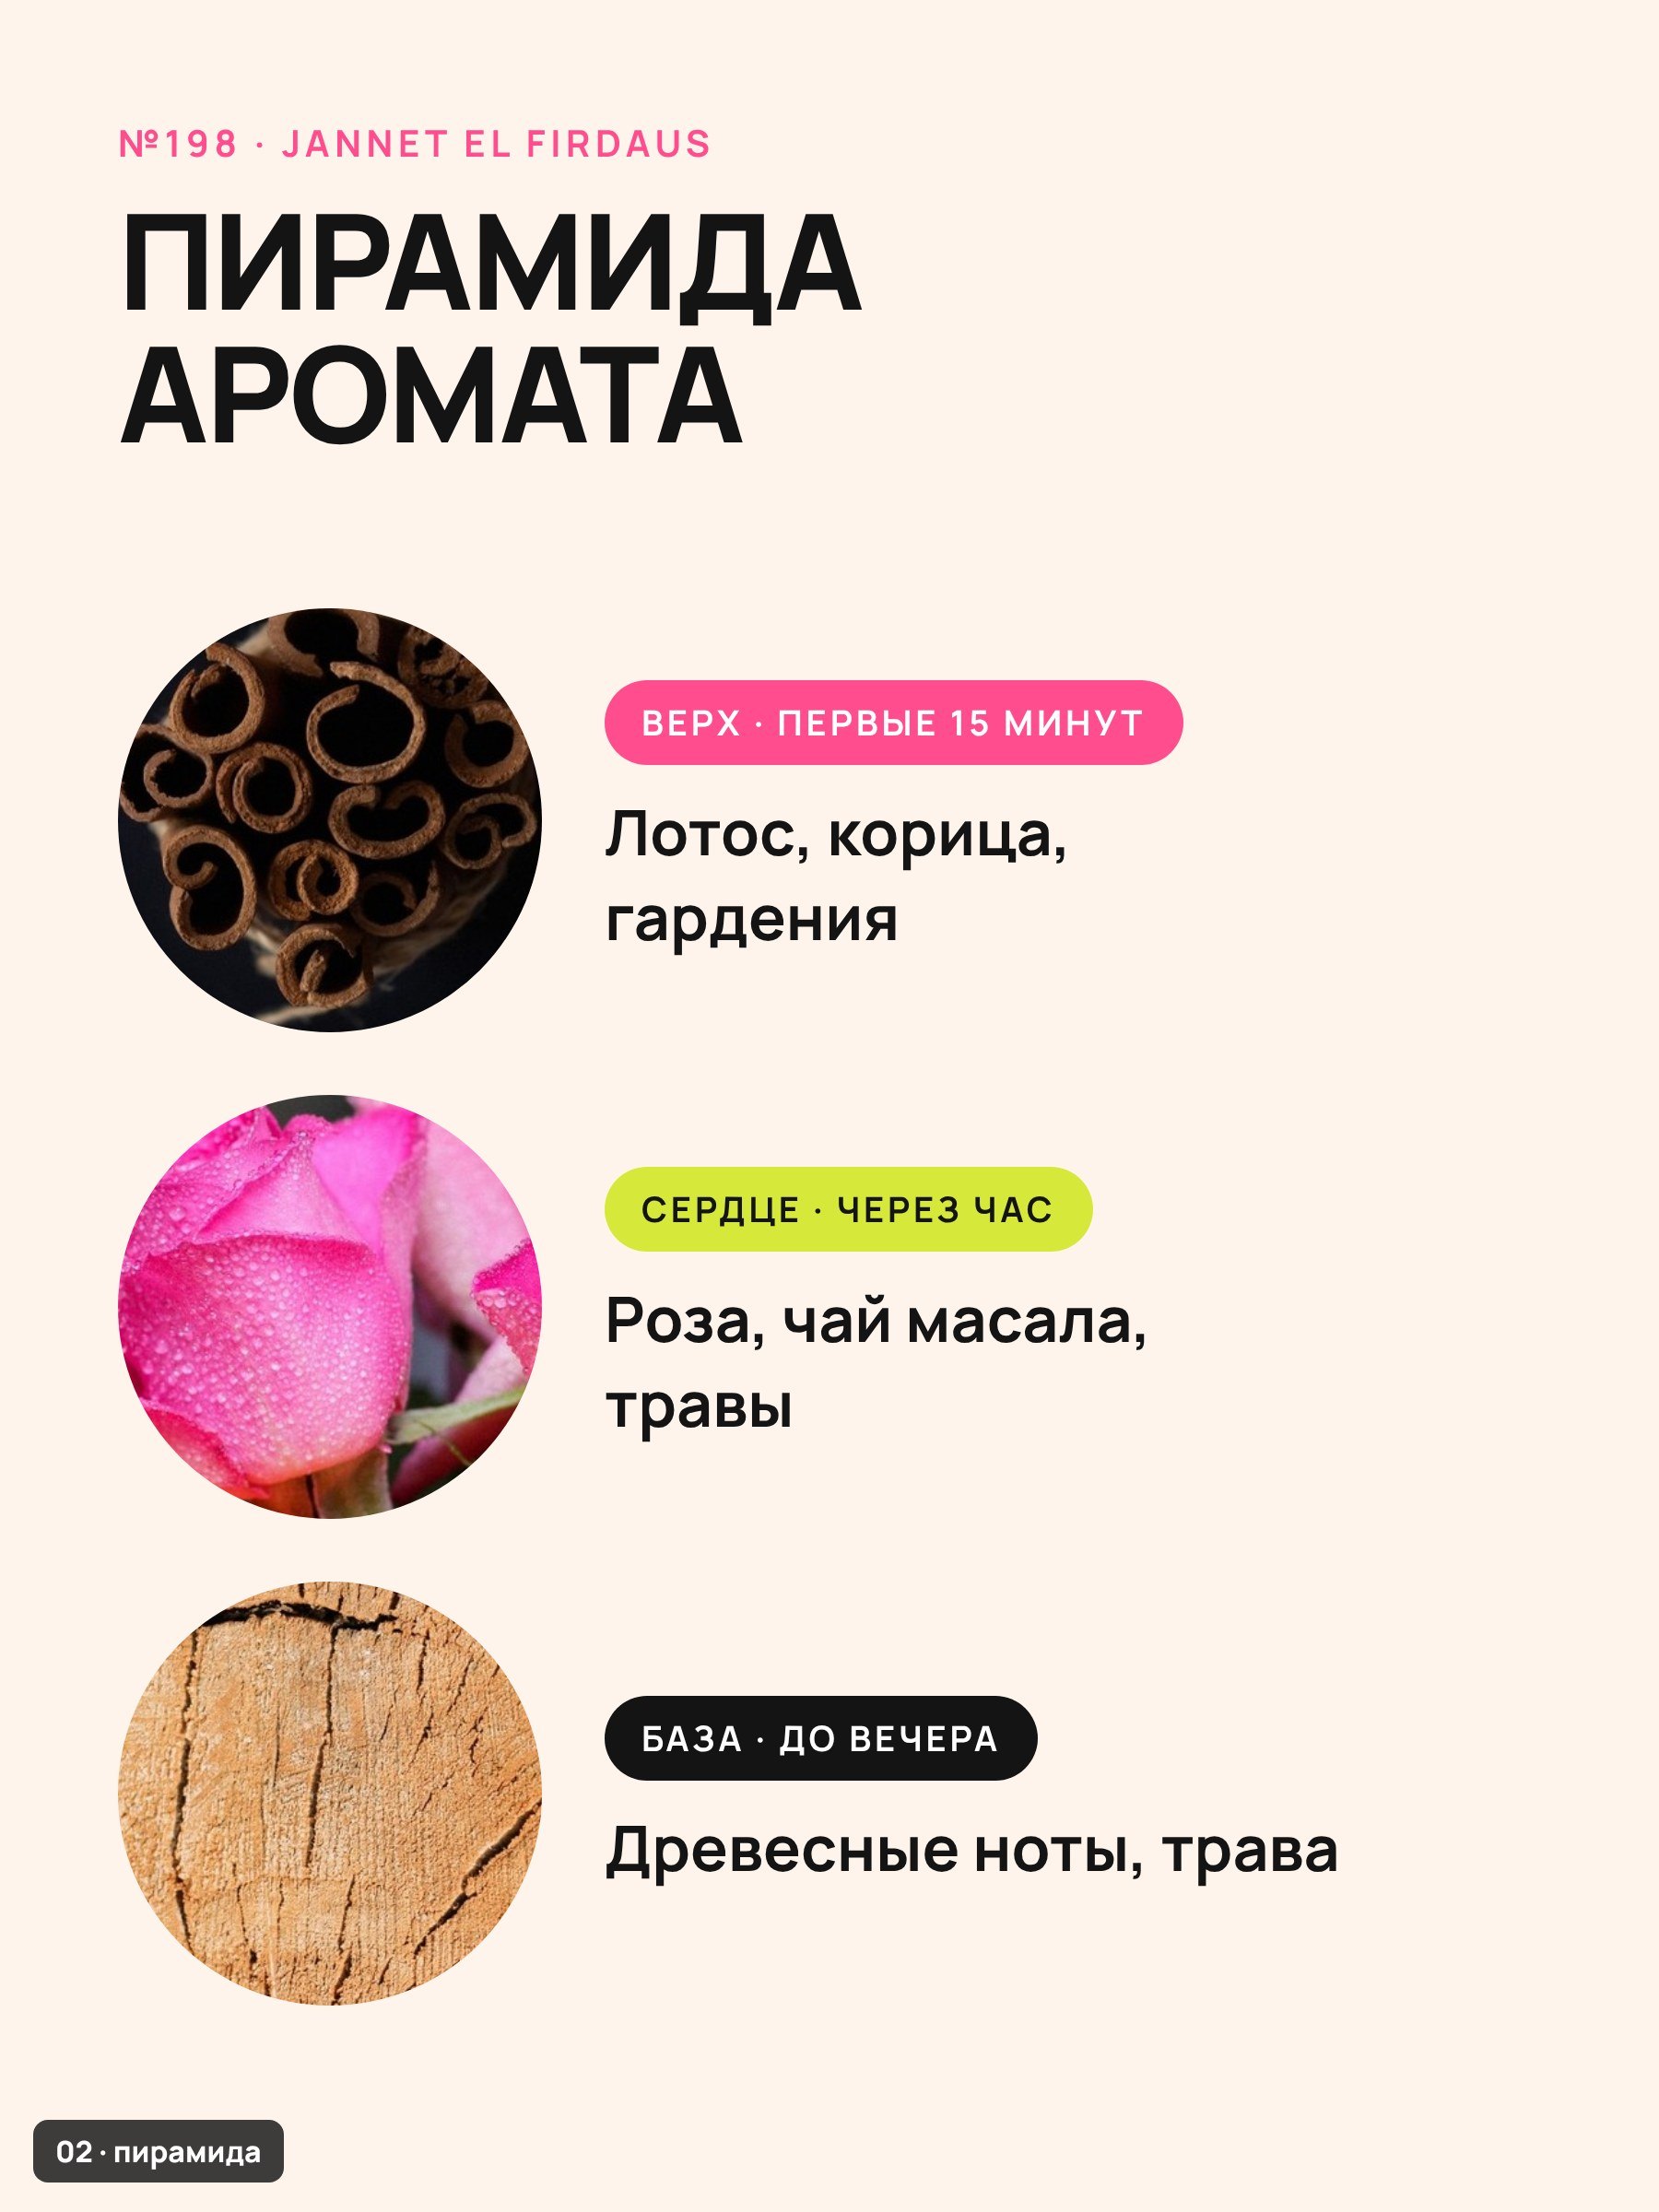 №198 · JANNET EL FIRDAUS
ПИРАМИДА
АРОМАТА
ВЕРХ · ПЕРВЫЕ 15 МИНУТ
Лотос, корица,
гардения
СЕРДЦЕ · ЧЕРЕЗ ЧАС
Роза, чай масала,
травы
БАЗА · ДО ВЕЧЕРА
Древесные ноты, трава
02 · пирамида